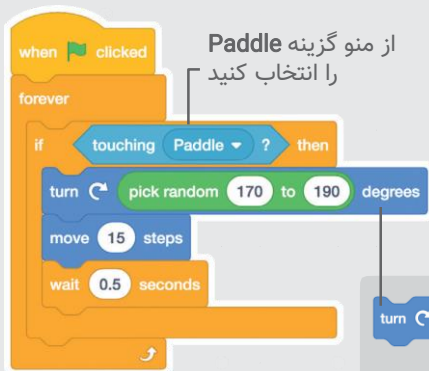 از منو گزینه Paddle
را انتخاب کنید
when clicked
forever
if touching Paddle ? then
turn pick random 170 to 190 degrees
move 15 steps
wait 0.5 seconds
turn